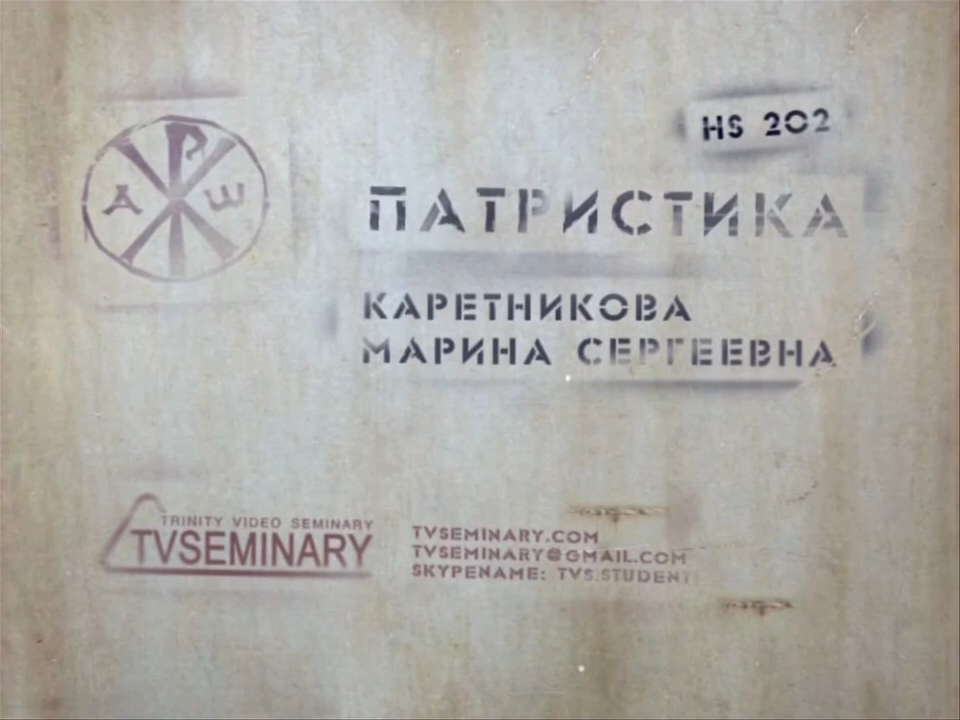 А Р Ш
HS 202
ПАТРИСТИКА
КАРЕТНИКОВА
МАРИНА СЕРГЕЕВНА
TRINITY VIDEO SEMINARY
TVSEMINARY
TVSEMINARY.COM
TVSEMINARY@GMAIL.COM
SKYPENAME: TVS.STUDENT